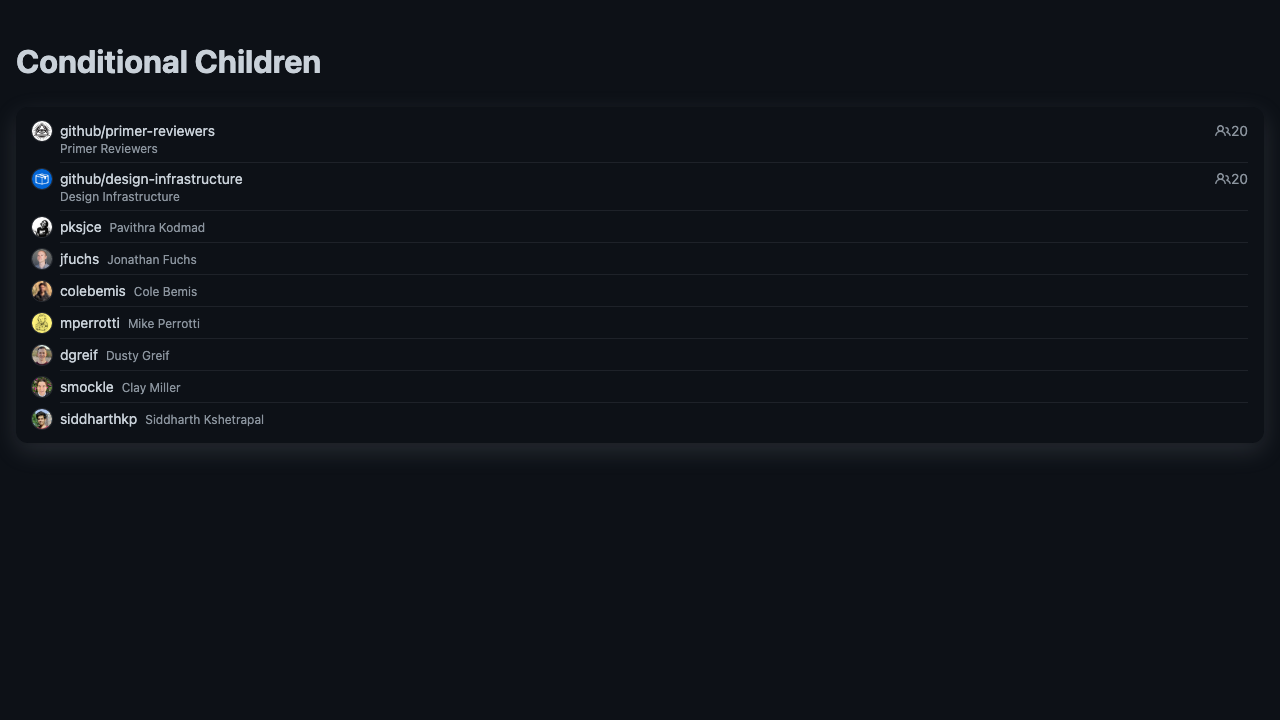 Conditional Children
github/primer-reviewers 20
Primer Reviewers
github/design-infrastructure 20
Design Infrastructure
pksjce Pavithra Kodmad
jfuchs Jonathan Fuchs
colebemis Cole Bemis
mperrotti Mike Perrotti
dgreif Dusty Greif
smockle Clay Miller
siddharthkp Siddharth Kshetrapal